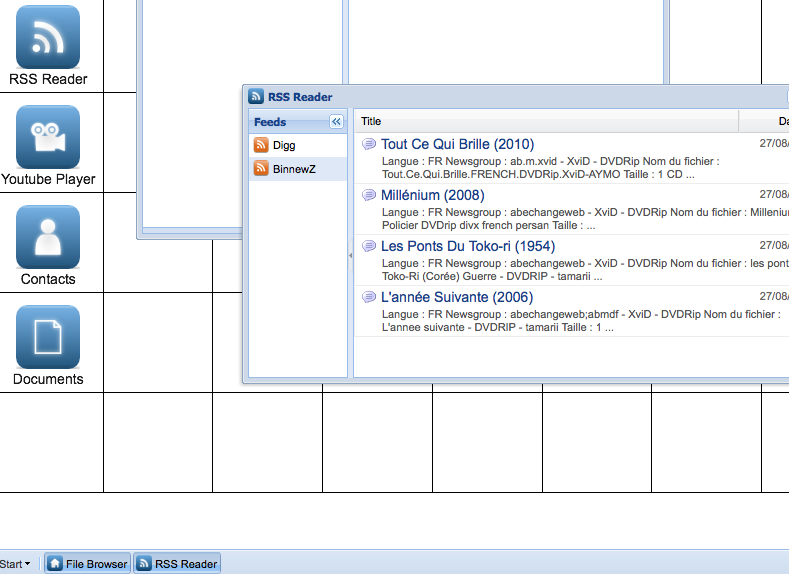 RSS Reader
Youtube Player
Contacts
Documents
RSS Reader
Feeds
Digg
BinnewZ
Title
Tout Ce Qui Brille (2010)
27/08/
Langue : FR Newsgroup : ab.m.xvid - XviD - DVDRip Nom du fichier :
Tout.Ce.Qui.Brille.FRENCH.DVDRip.XviD-AYMO Taille : 1 CD ...
Millénium (2008)
27/08/
Langue : FR Newsgroup : abechangeweb - XviD - DVDRip Nom du fichier : Milleniu
Policier DVDrip divx french persan Taille : ...
Les Ponts Du Toko-ri (1954)
27/08/
Langue : FR Newsgroup : abechangeweb - XviD - DVDRip Nom du fichier : les pont
Toko-Ri (Corée) Guerre - DVDRIP - tamarii ...
L'année Suivante (2006)
27/08/
Langue : FR Newsgroup : abechangeweb;abmdf - XviD - DVDRip Nom du fichier :
L'annee suivante - DVDRIP - tamarii Taille : 1 ...
Start
File Browser
RSS Reader